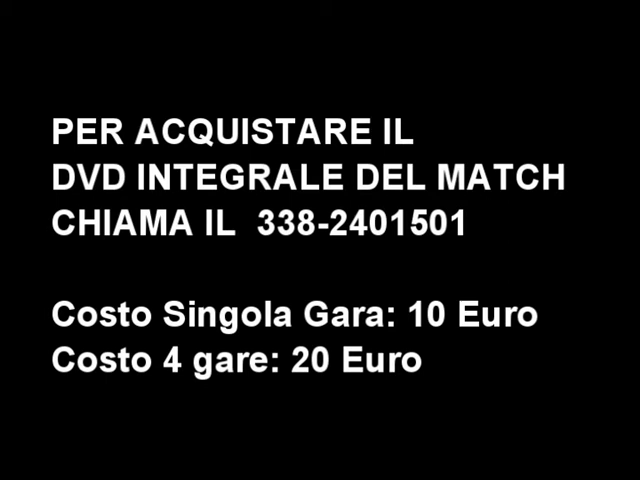 PER ACQUISTARE IL
DVD INTEGRALE DEL MATCH
CHIAMA IL 338-2401501
Costo Singola Gara: 10 Euro
Costo 4 gare: 20 Euro